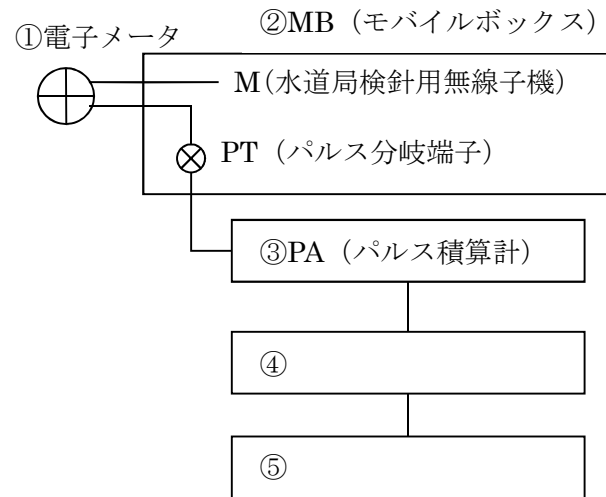 ②MB（モバイルボックス）
①電子メータ
M(水道局検針用無線子機）
PT（パルス分岐端子）
③PA（パルス積算計）
④
⑤